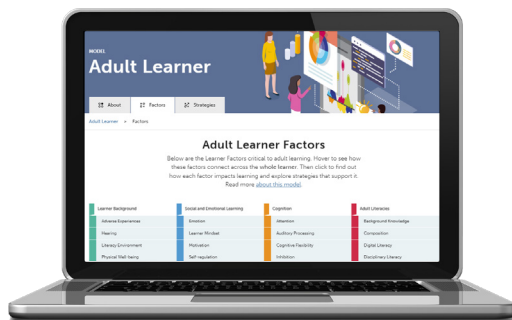 MODEL
Adult Learner
About
Factors
Strategies
Adult Learner > Factors
Adult Learner Factors
Below are the Learner Factors critical to adult learning. Hover to see how
these factors connect across the whole learner. Then click to find out
how each factor impacts learning and explore strategies that support it.
Read more about this model.
Learner Background
Social and Emotional Learning
Cognition
Adult Literacies
Adverse Experiences
Emotion
Attention
Background Knowledge
Hearing
Learner Mindset
Auditory Processing
Composition
Literacy Environment
Motivation
Cognitive Flexibility
Digital Literacy
Physical Well-being
Self-regulation
Inhibition
Disciplinary Literacy